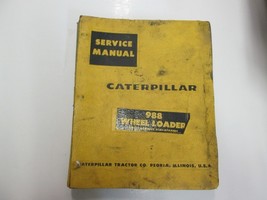 SERVICE
MANUAL
CATERPILLAR
988
WHEEL LOADER
CATERPILLAR TRACTOR CO. PEORIA, ILLINOIS, U.S.A.